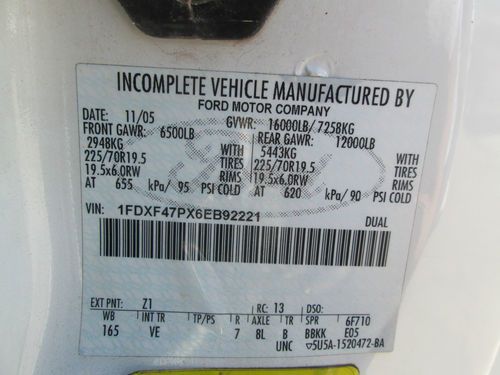 INCOMPLETE VEHICLE MANUFACTURED BY
FORD MOTOR COMPANY
DATE: 11/05 GVWR: 16000LB/ 7258KG
FRONT GAWR: 6500LB REAR GAWR: 12000LB
2948KG WITH 5443KG WITH
225/70R19.5 TIRES 225/70R19.5 TIRES
19.5x6.0RW RIMS 19.5x6.0RW RIMS
AT 655 kPa/ 95 PSI COLD AT 620 kPa/ 90 PSI COLD
VIN: 1FDXF47PX6EB92221
DUAL
EXT PNT: Z1 RC: 13 DSO:
WB INT TR TP/PS R AXLE TR SPR 6F710
165 VE 7 BL B BBKK E05
UNC ▽5U5A-1520472-BA